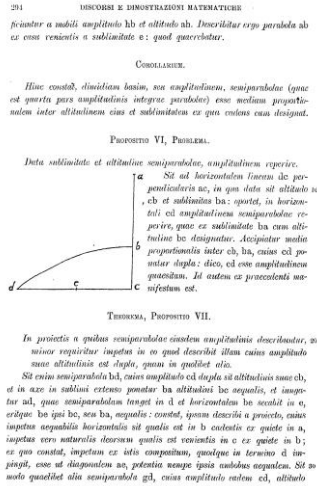 294 DISCORSI E DIMOSTRAZIONI MATEMATICHE
ficiuntur a mobili amplitudo hb et altitudo ah. Describitur ergo parabola ab
ex casu venientis a sublimitate e: quod quaerebatur.
COROLLARIUM.
Hinc constat, dimidiam basim, seu amplitudinem, semiparabolae (quae
est quarta pars amplitudinis integrae parabolae) esse mediam proportio-
nalem inter altitudinem eius et sublimitatem ex qua cadens eam designat.
PROPOSITIO VI, PROBLEMA.
Data sublimitate et altitudine semiparabolae, amplitudinem reperire.
a
b
d
e
c
Sit ad horizontalem lineam dc per-
pendicularis ac, in qua data sit altitudo
cb et sublimitas ba: oportet, in horizon-
tali cd amplitudinem semiparabolae re-
perire, quae ex sublimitate ba cum alti-
tudine bc designatur. Accipiatur media
proportionalis inter cb, ba, cuius cd po-
natur dupla: dico, cd esse amplitudinem
quaesitam. Id autem ex praecedenti ma-
nifestum est.
THEOREMA, PROPOSITIO VII.
In proiectis a quibus semiparabolae eiusdem amplitudinis describuntur,
minor requiritur impetus in eo quod describit illam cuius amplitudo
suae altitudinis est dupla, quam in quolibet alio.
Sit enim semiparabola bd, cuius amplitudo cd dupla sit altitudinis suae cb,
et in axe in sublimi extenso ponatur ba altitudini bc aequalis, et iunga-
tur ad, quae semiparabolam tanget in d et horizontalem be secabit in e,
eritque be ipsi bc, seu ba, aequalis: constat, ipsam describi a proiecto, cuius
impetus aequabilis horizontalis sit qualis est in b cadentis ex quiete in a,
impetus vero naturalis deorsum qualis est venientis in c ex quiete in b;
ex quo constat, impetum ex istis compositum, quodque in termino d im-
pingit, esse ut diagonalem ae, potentia nempe ipsis ambobus aequalem. Sit
modo quaelibet alia semiparabola gd, cuius amplitudo eadem cd, altitudo